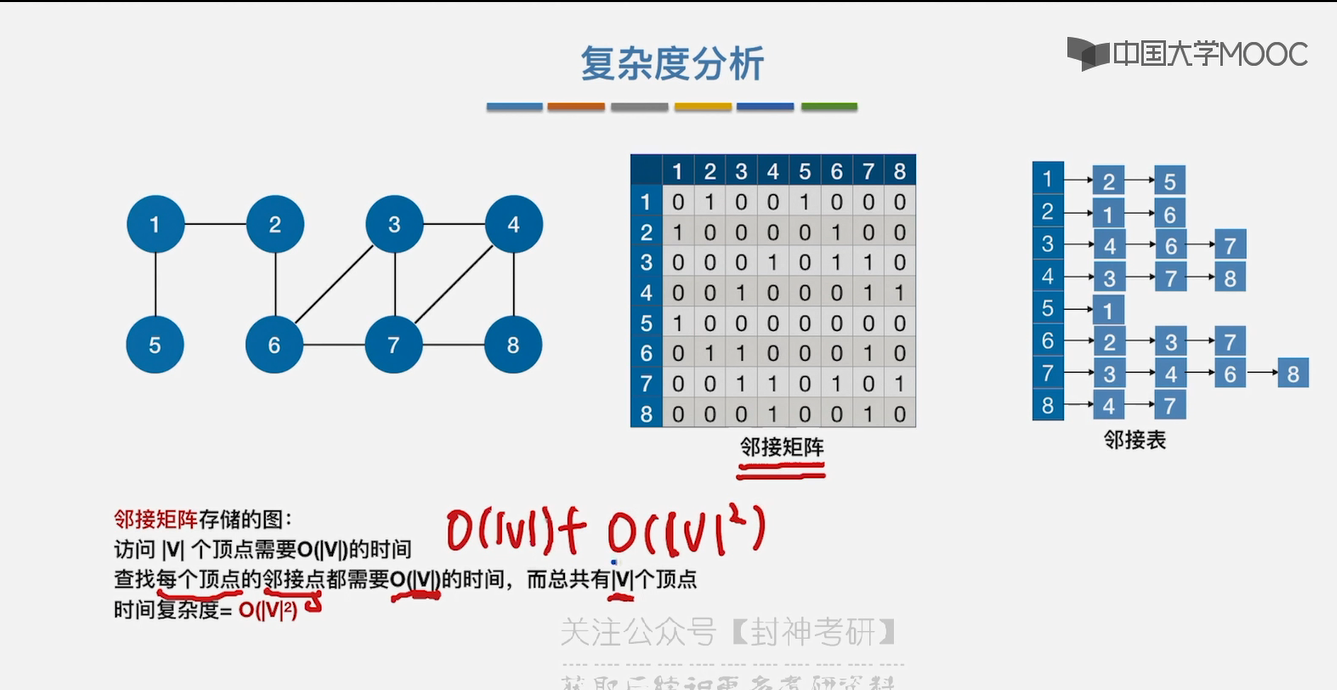 复杂度分析
中国大学MOOC
1 2 3 4
5 6 7 8
1 2 3 4 5 6 7 8
1 0 1 0 0 1 0 0 0
2 1 0 0 0 0 1 0 0
3 0 0 0 1 0 1 1 0
4 0 0 1 0 0 0 1 1
5 1 0 0 0 0 0 0 0
6 0 1 1 0 0 0 1 0
7 0 0 1 1 0 1 0 1
8 0 0 0 1 0 0 1 0
邻接矩阵
1 2 5
2 1 6
3 4 6 7
4 3 7 8
5 1
6 2 3 7
7 3 4 6 8
8 4 7
邻接表
邻接矩阵存储的图：
O(|V|)+ O(|V|²)
访问 |V| 个顶点需要O(|V|)的时间
查找每个顶点的邻接点都需要O(|V|)的时间，而总共有|V|个顶点
时间复杂度= O(|V|²)
关注公众号【封神考研】